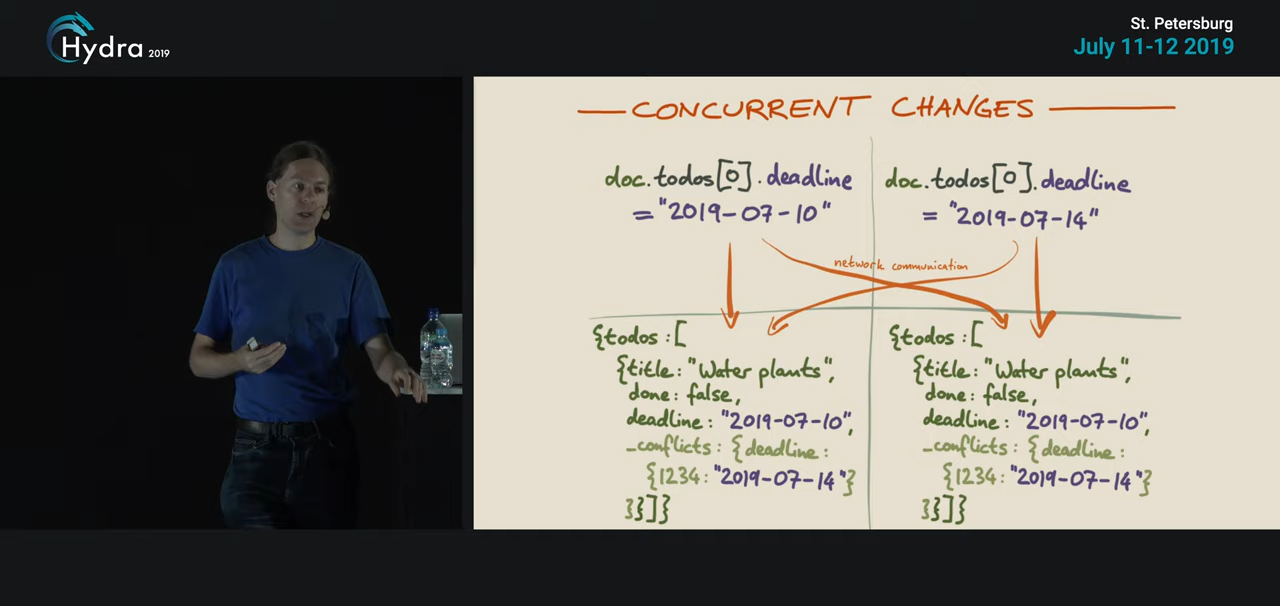 Hydra 2019
St. Petersburg
July 11-12 2019
CONCURRENT CHANGES
doc.todos[0].deadline
= "2019-07-10"
doc.todos[0].deadline
= "2019-07-14"
network communication
{todos:[
{title: "Water plants",
done: false,
deadline: "2019-07-10",
_conflicts: {deadline:
{1234: "2019-07-14"}
}}]}
{todos:[
{title: "Water plants",
done: false,
deadline: "2019-07-10",
_conflicts: {deadline:
{1234: "2019-07-14"}
}}]}